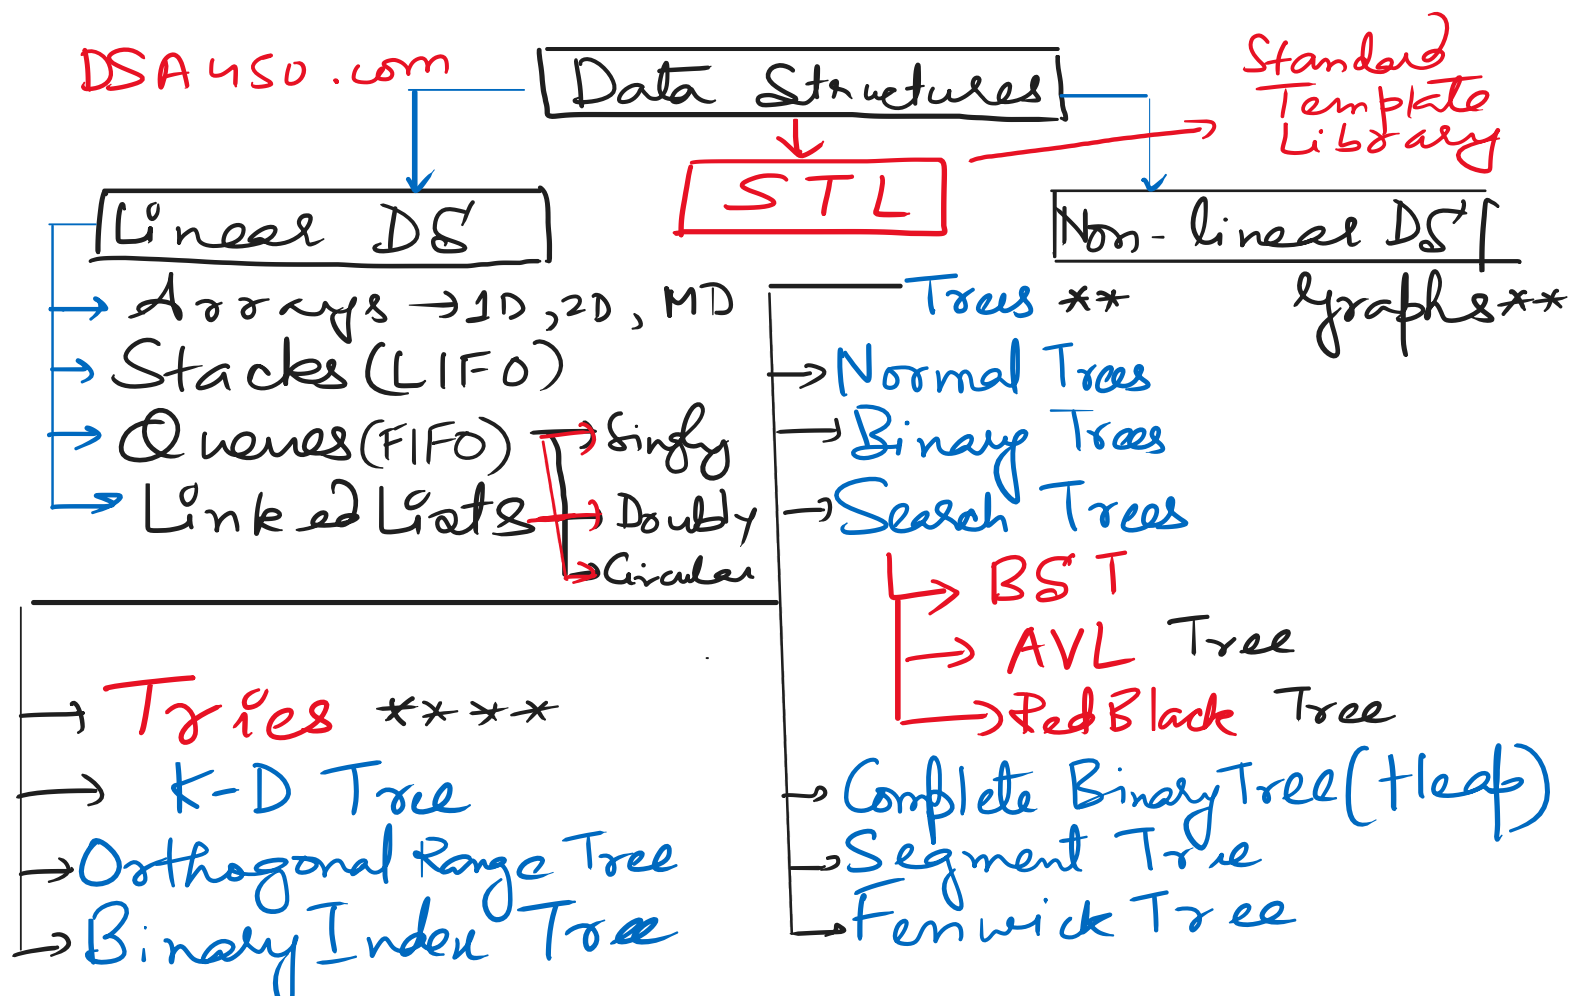 DSA450.com
Data Structures
Standard
Template
Library
STL
Linear DS
Non-linear DS
Arrays → 1D, 2D, MD
Stacks (LIFO)
Queues (FIFO)
Linked Lists
Singly
Doubly
Circular
Trees **
Graphs **
Normal Trees
Binary Trees
Search Trees
BST
AVL Tree
Red Black Tree
Complete Binary Tree (Heap)
Segment Tree
Fenwick Tree
Tries ****
K-D Tree
Orthogonal Range Tree
Binary Index Tree